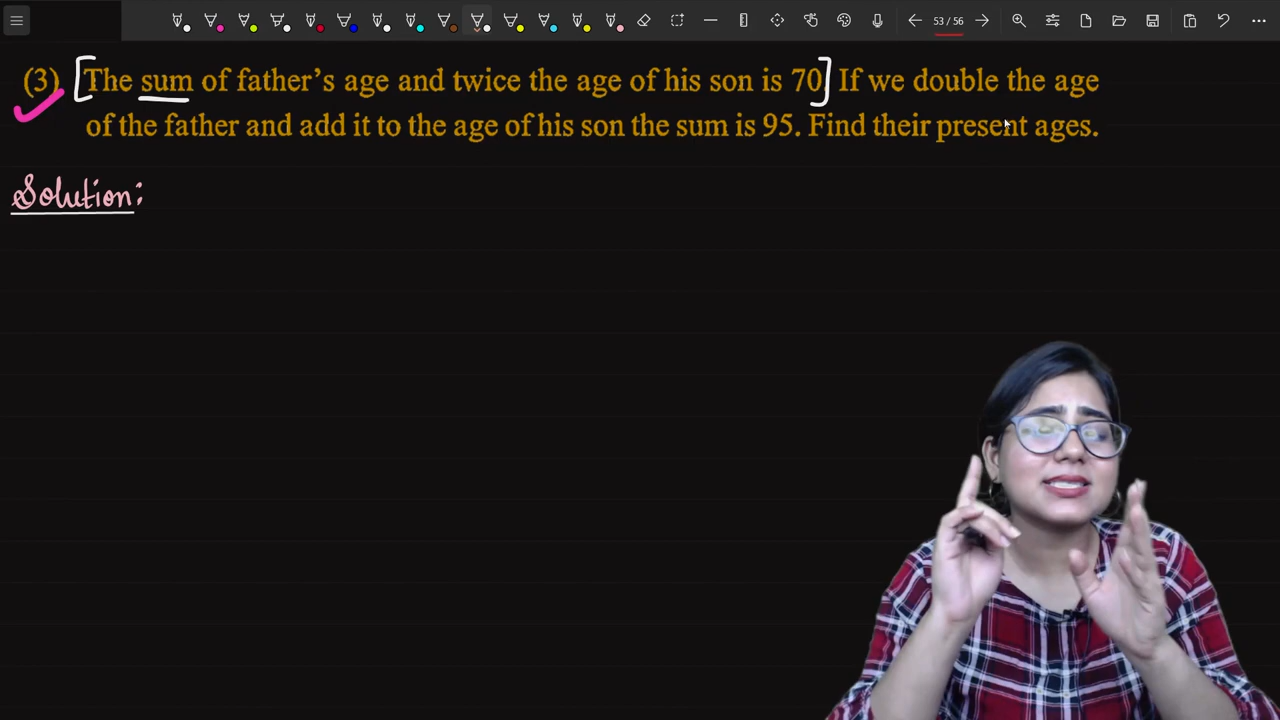 53 / 56
(3) [The sum of father’s age and twice the age of his son is 70] If we double the age
of the father and add it to the age of his son the sum is 95. Find their present ages.
Solution: